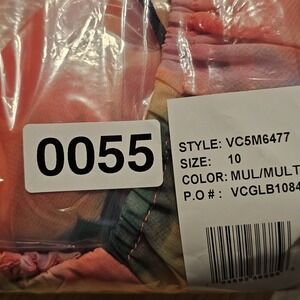 0055
STYLE: VC5M6477
SIZE: 10
COLOR: MUL/MULT
P.O # : VCGLB1084